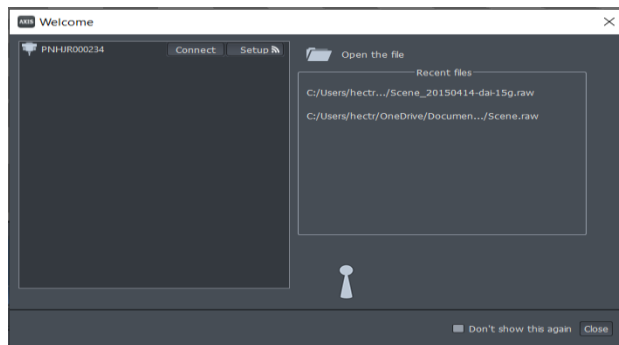 AXIS Welcome
PNHJR000234 Connect Setup
Open the file
Recent files
C:/Users/hectr.../Scene_20150414-dai-15g.raw
C:/Users/hectr/OneDrive/Documen.../Scene.raw
Don't show this again Close